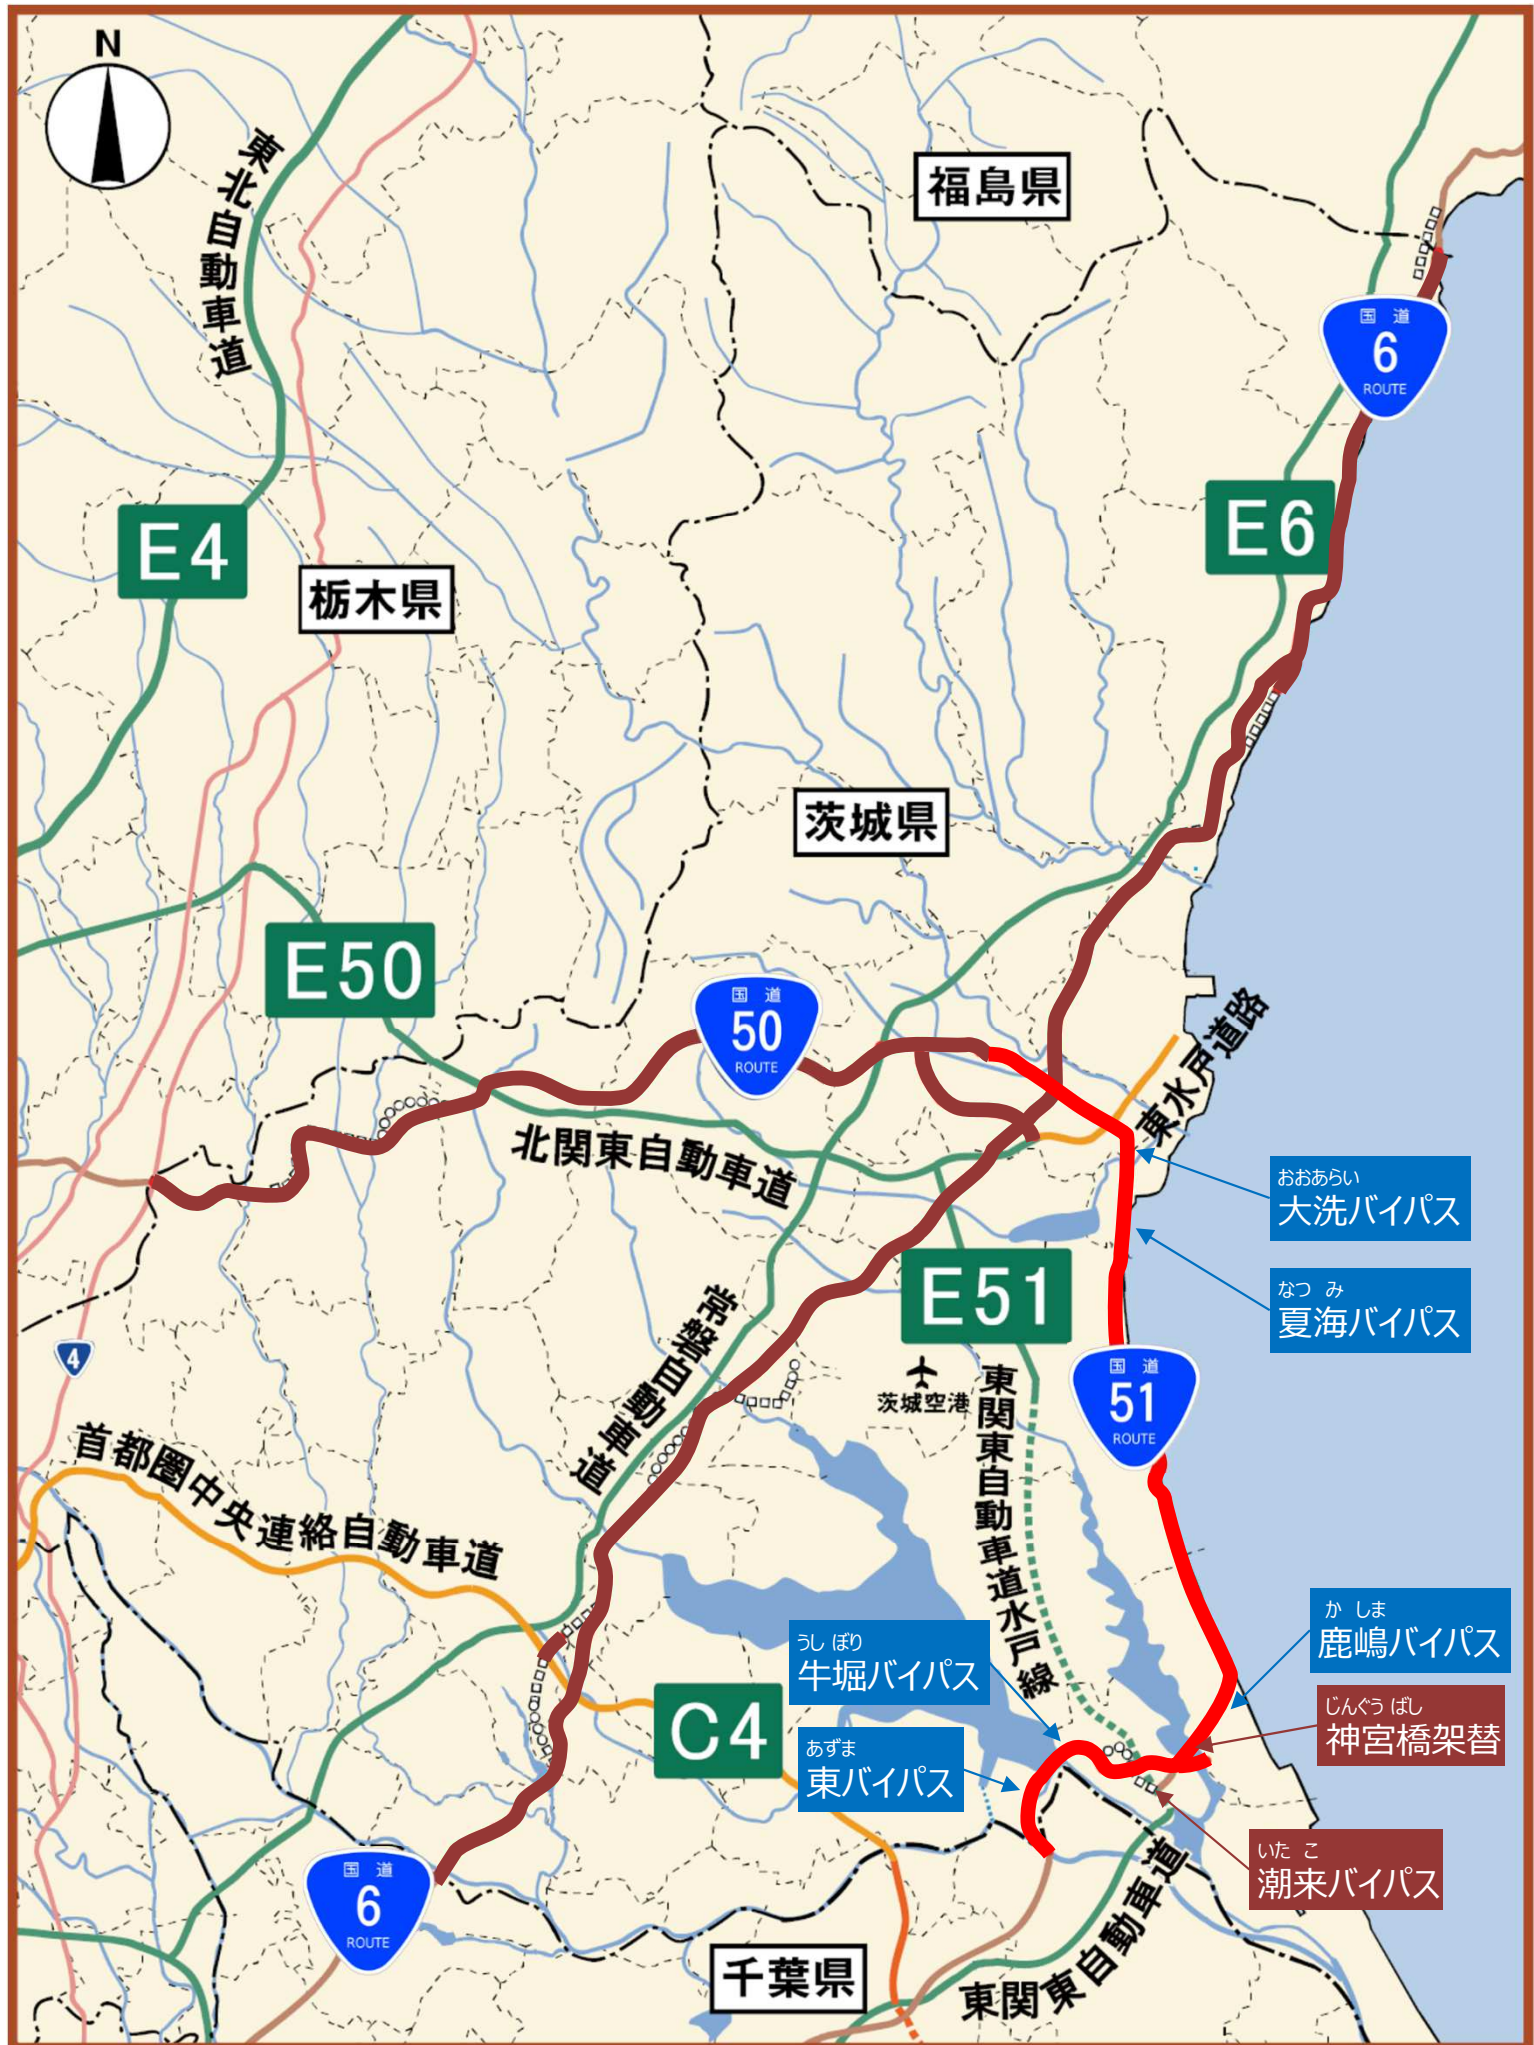 N
東北自動車道
福島県
国道
6
ROUTE
E4
E6
栃木県
茨城県
E50
国道
50
ROUTE
東水戸道路
北関東自動車道
おおあらい
大洗バイパス
E51
なつ み
夏海バイパス
常磐自動車道
4
茨城空港
国道
51
ROUTE
東関東自動車道水戸線
首都圏中央連絡自動車道
か しま
鹿嶋バイパス
うし ぼり
牛堀バイパス
じんぐう ばし
神宮橋架替
C4
あずま
東バイパス
いた こ
潮来バイパス
国道
6
ROUTE
千葉県
東関東自動車道